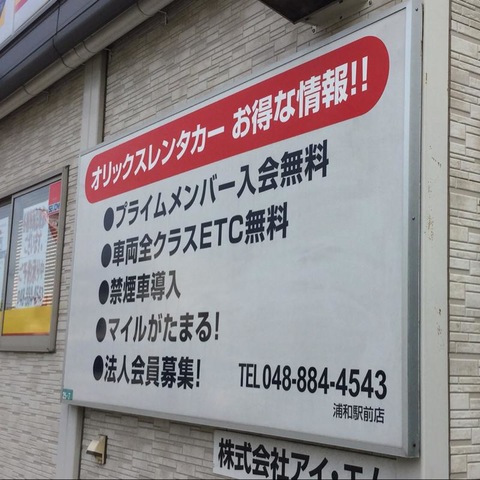 オリックスレンタカー お得な情報!!
●プライムメンバー入会無料
●車両全クラスETC無料
●禁煙車導入
●マイルがたまる!
●法人会員募集!
TEL 048-884-4543
浦和駅前店
株式会社アイ・エム